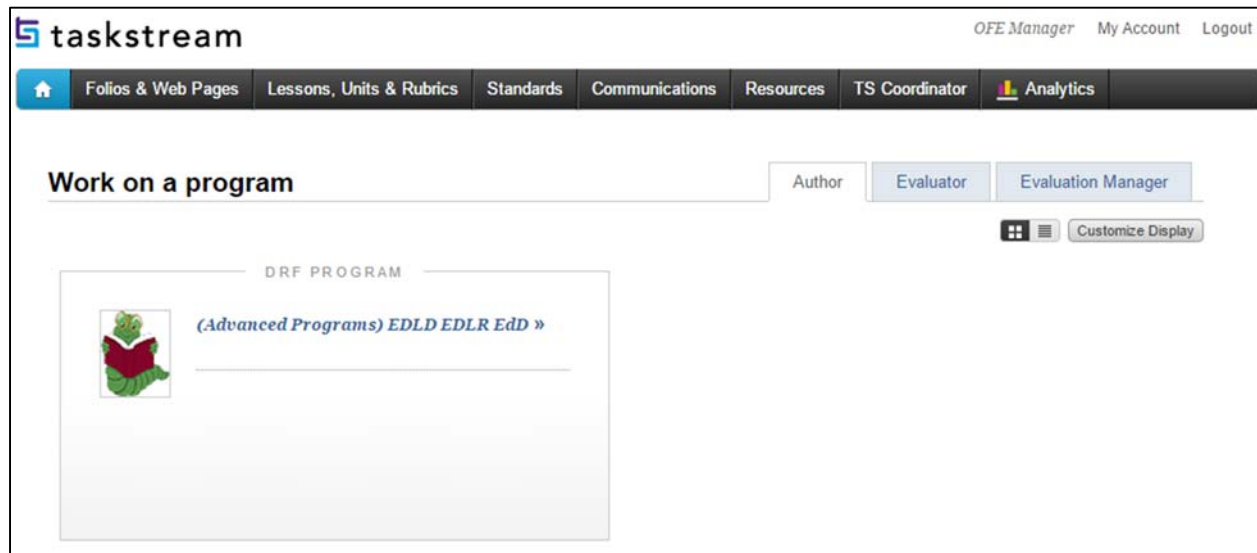 taskstream
OFE Manager My Account Logout
Folios & Web Pages Lessons, Units & Rubrics Standards Communications Resources TS Coordinator Analytics
Work on a program
Author Evaluator Evaluation Manager
Customize Display
DRF PROGRAM
(Advanced Programs) EDLD EDLR EdD »